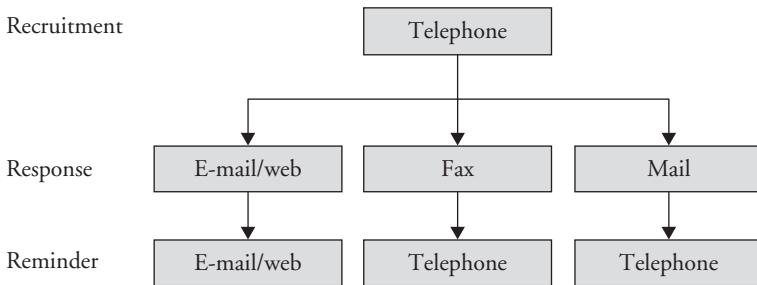 Recruitment Telephone
Response E-mail/web Fax Mail
Reminder E-mail/web Telephone Telephone